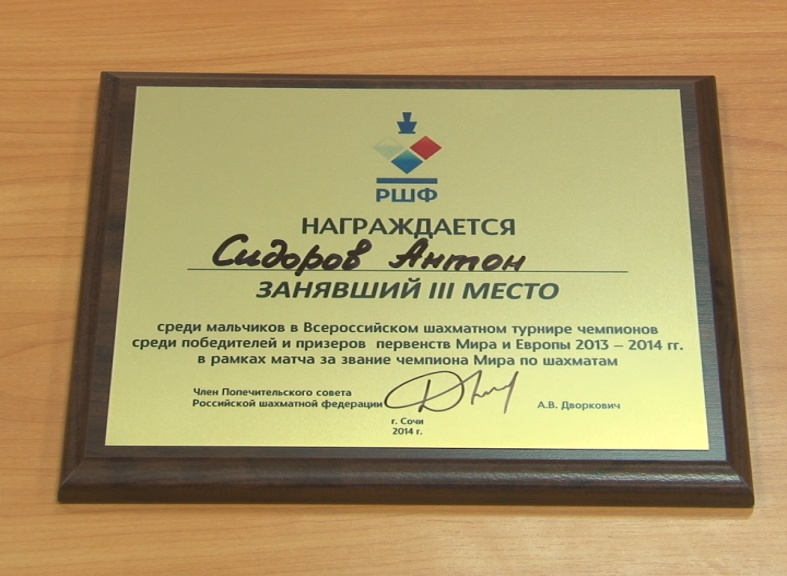 РШФ
НАГРАЖДАЕТСЯ
Сидоров Антон
ЗАНЯВШИЙ III МЕСТО
среди мальчиков в Всероссийском шахматном турнире чемпионов
среди победителей и призеров первенств Мира и Европы 2013 – 2014 гг.
в рамках матча за звание чемпиона Мира по шахматам
Член Попечительского совета
Российской шахматной федерации
А.В. Дворкович
г. Сочи
2014 г.